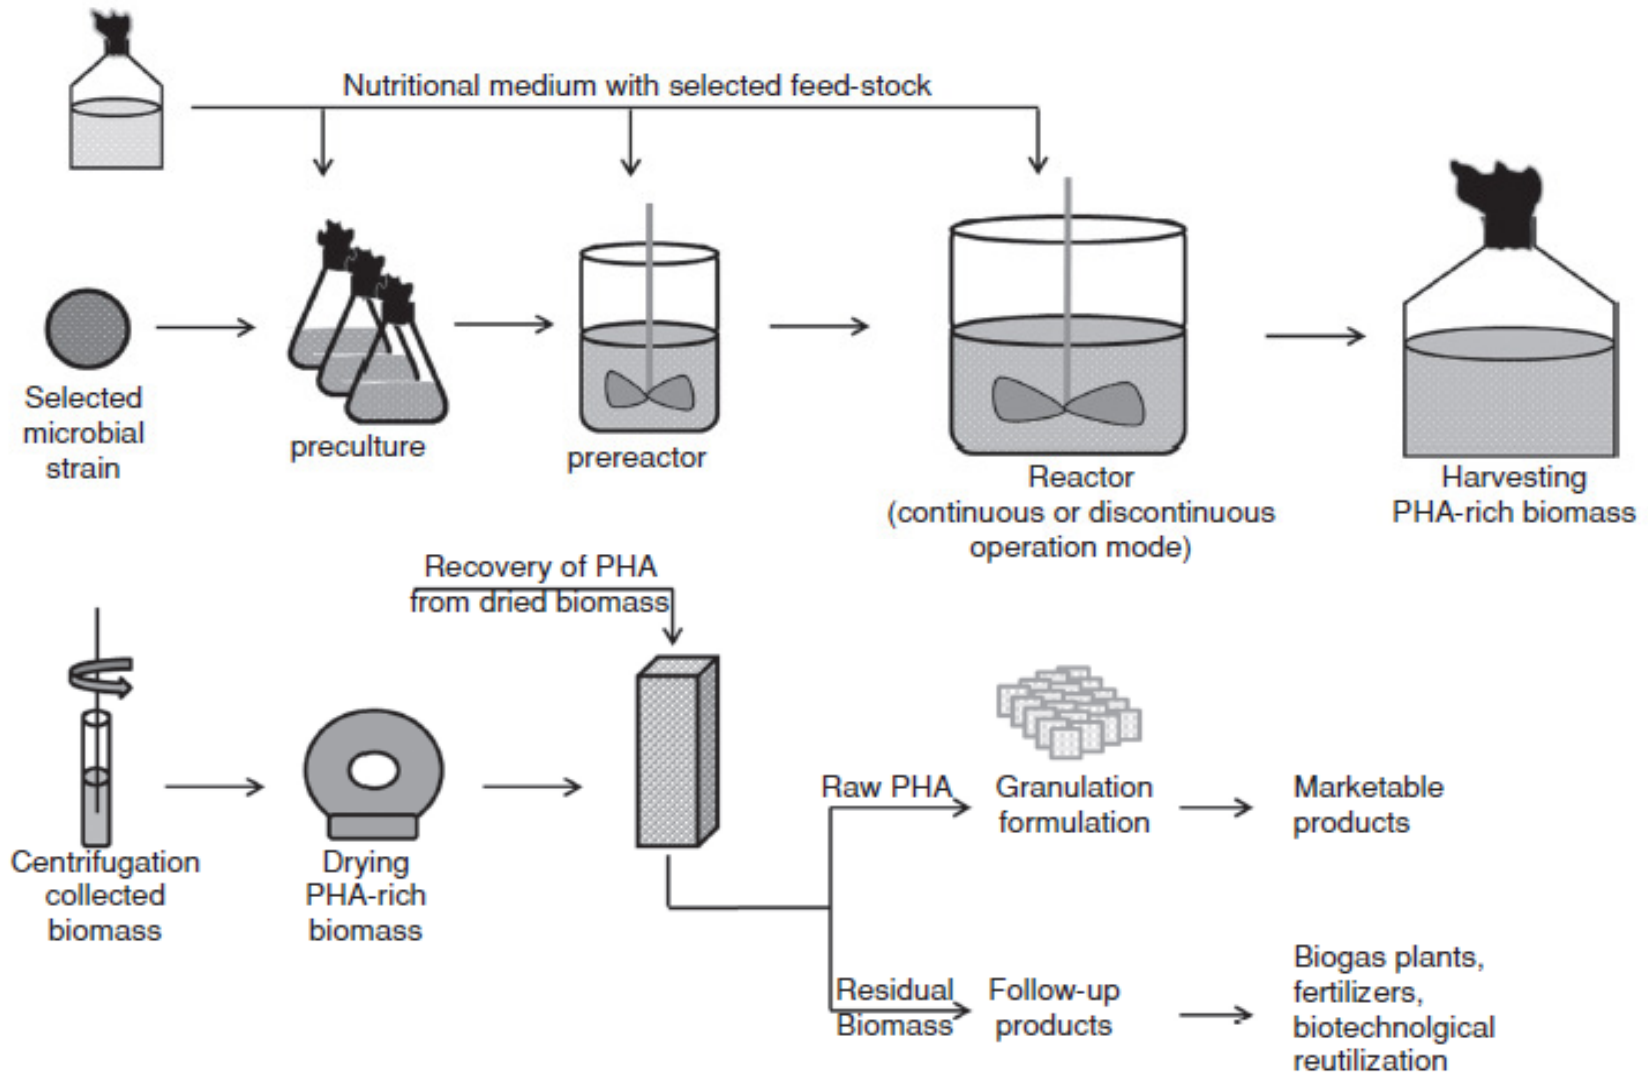 Nutritional medium with selected feed-stock
Selected
microbial
strain
preculture
prereactor
Reactor
(continuous or discontinuous
operation mode)
Harvesting
PHA-rich biomass
Recovery of PHA
from dried biomass
Centrifugation
collected
biomass
Drying
PHA-rich
biomass
Raw PHA
Granulation
formulation
Marketable
products
Residual
Biomass
Follow-up
products
Biogas plants,
fertilizers,
biotechnolgical
reutilization